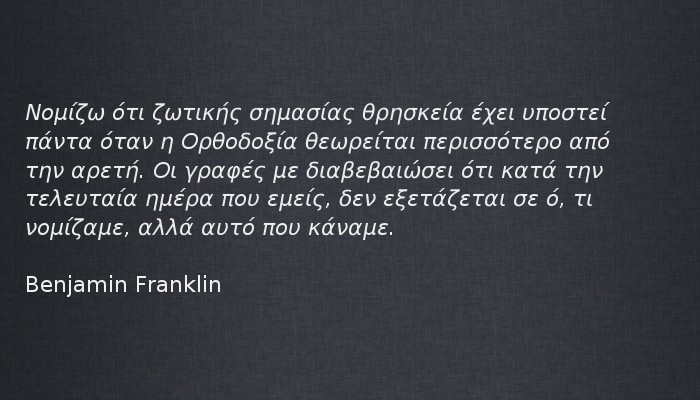 Νομίζω ότι ζωτικής σημασίας θρησκεία έχει υποστεί
πάντα όταν η Ορθοδοξία θεωρείται περισσότερο από
την αρετή. Οι γραφές με διαβεβαιώσει ότι κατά την
τελευταία ημέρα που εμείς, δεν εξετάζεται σε ό, τι
νομίζαμε, αλλά αυτό που κάναμε.
Benjamin Franklin